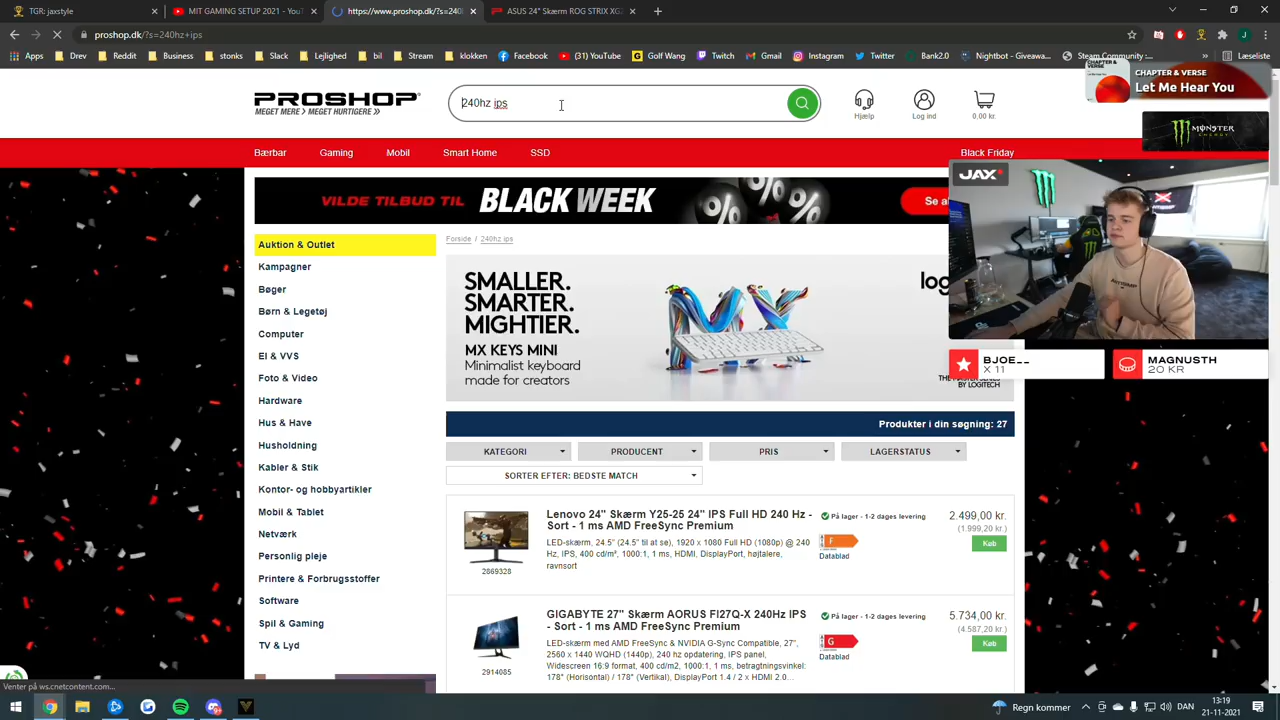 TGR: jaxstyle
MIT GAMING SETUP 2021 - YouT
https://www.proshop.dk/?s=240l
ASUS 24" Skærm ROG STRIX XG2
proshop.dk/?s=240hz+ips
Apps
Drev
Reddit
Business
stonks
Lejlighed
bil
Stream
klokken
Facebook
(31) YouTube
Golf Wang
Twitch
Gmail
Instagram
Twitter
Bank2.0
Nightbot - Giveawa...
Steam Community...
CHAPTER & VERSE
CHAPTER & VERSE
Let Me Hear You
PROSHOP
MEGET MERE > MEGET HURTIGERE
240hz ips
Hjælp
Log ind
0,00 kr.
MONSTER
ENERGY
Bærbar
Gaming
Mobil
Smart Home
SSD
Black Friday
JAX
VILDE TILBUD TIL BLACK WEEK
Se al
Auktion & Outlet
Kampagner
Bøger
Børn & Legetøj
Computer
El & VVS
Foto & Video
Hardware
Hus & Have
Husholdning
Kabler & Stik
Kontor- og hobbyartikler
Mobil & Tablet
Netværk
Personlig pleje
Printere & Forbrugsstoffer
Software
Spil & Gaming
TV & Lyd
Forside / 240hz ips
SMALLER.
SMARTER.
MIGHTIER.
MX KEYS MINI
Minimalist keyboard
made for creators
log
BY LOGITECH
BJOE__
X 11
MAGNUSTH
20 KR
Produkter i din søgning: 27
KATEGORI
PRODUCENT
PRIS
LAGERSTATUS
SORTER EFTER: BEDSTE MATCH
Lenovo 24" Skærm Y25-25 24" IPS Full HD 240 Hz -
Sort - 1 ms AMD FreeSync Premium
LED-skærm, 24.5" (24.5" til at se), 1920 x 1080 Full HD (1080p) @ 240
Hz, IPS, 400 cd/m², 1000:1, 1 ms, HDMI, DisplayPort, højtalere,
ravnsort
2869328
På lager - 1-2 dages levering
F
Datablad
2.499,00 kr.
(1.999,20 kr.)
Køb
GIGABYTE 27" Skærm AORUS FI27Q-X 240Hz IPS
- Sort - 1 ms AMD FreeSync Premium
LED-skærm med AMD FreeSync & NVIDIA G-Sync Compatible, 27",
2560 x 1440 WQHD (1440p), 240 hz opdatering, IPS panel,
Widescreen 16:9 format, 400 cd/m2, 1000:1, 1 ms, betragtningsvinkel:
178° (Horisontal) / 178° (Vertikal), DisplayPort 1.4 / 2 x HDMI 2.0...
2914085
På lager - 1-2 dages levering
G
Datablad
5.734,00 kr.
(4.587,20 kr.)
Køb
Venter på ws.cnetcontent.com...
Regn kommer
DAN
13:19
21-11-2021